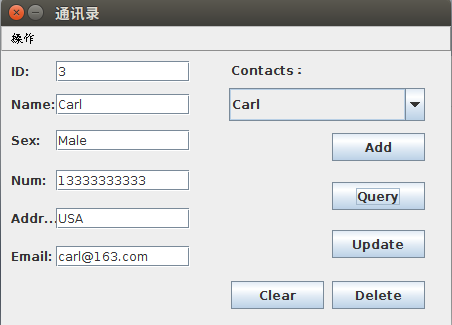 通讯录
操作
ID: 3
Contacts：
Name: Carl
Carl
Sex: Male
Add
Num: 13333333333
Query
Addr... USA
Update
Email: carl@163.com
Clear
Delete